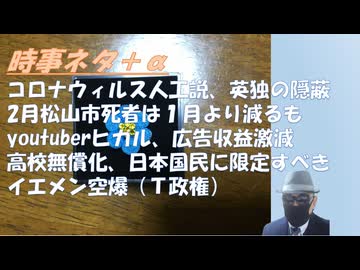 時事ネタ＋α
コロナウィルス人工説、英独の隠蔽
2月松山市死者は１月より減るも
youtuberヒカル、広告収益激減
高校無償化、日本国民に限定すべき
イエメン空爆（Ｔ政権）